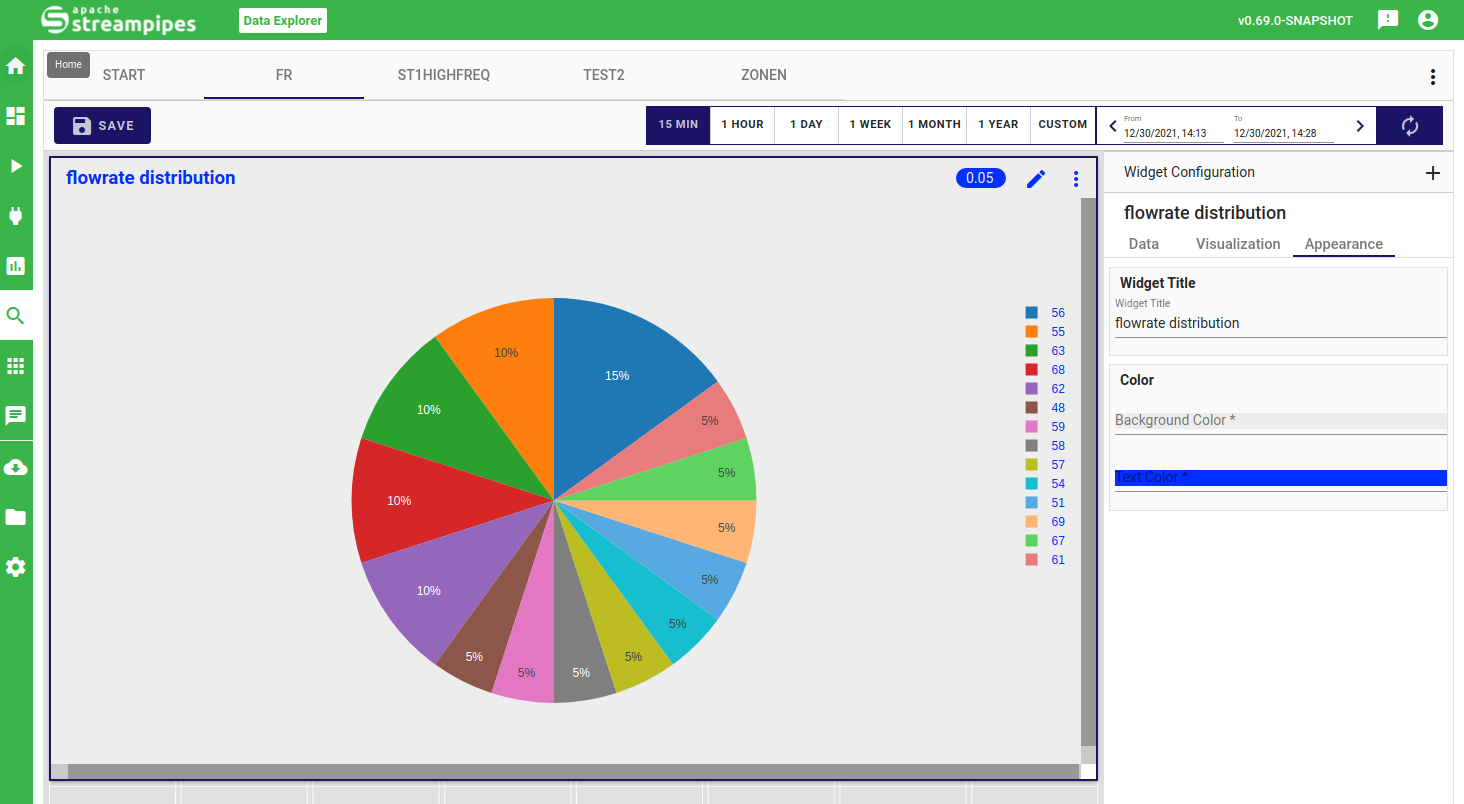 apache
streampipes
Data Explorer
v0.69.0-SNAPSHOT
Home
START
FR
ST1HIGHFREQ
TEST2
ZONEN
SAVE
15 MIN
1 HOUR
1 DAY
1 WEEK
1 MONTH
1 YEAR
CUSTOM
From
12/30/2021, 14:13
To
12/30/2021, 14:28
flowrate distribution
0.05
15%
10%
10%
10%
10%
5%
5%
5%
5%
5%
5%
5%
5%
5%
56
55
63
68
62
48
59
58
57
54
51
69
67
61
Widget Configuration
flowrate distribution
Data
Visualization
Appearance
Widget Title
Widget Title
flowrate distribution
Color
Background Color *
Text Color *